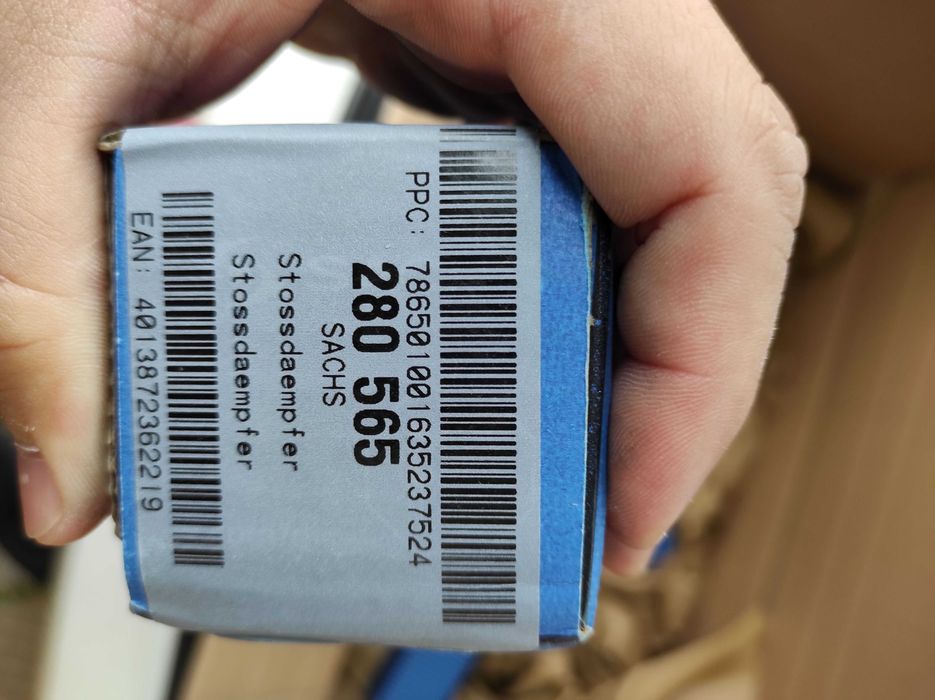 PPC: 786501001635237524
280 565
SACHS
Stossdaempfer
Stossdaempfer
EAN: 4013872362219